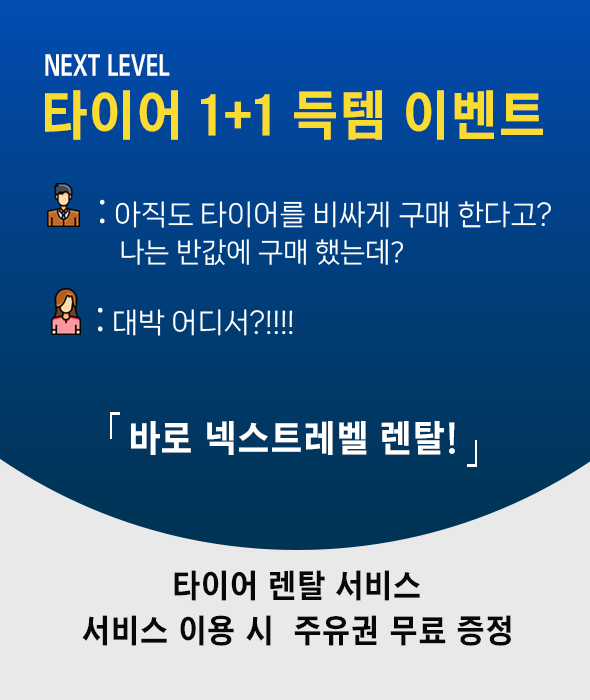 NEXT LEVEL
타이어 1+1 득템 이벤트
: 아직도 타이어를 비싸게 구매 한다고?
나는 반값에 구매 했는데?
: 대박 어디서?!!!!
「바로 넥스트레벨 렌탈!」
타이어 렌탈 서비스
서비스 이용 시 주유권 무료 증정